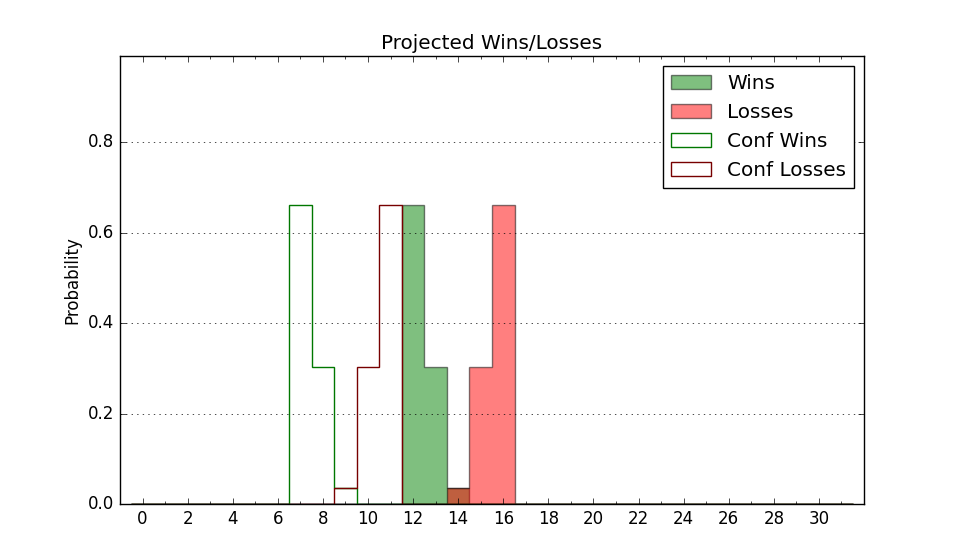 Projected Wins/Losses
Wins
Losses
Conf Wins
Conf Losses
Probability
0.8
0.6
0.4
0.2
0.0
0 2 4 6 8 10 12 14 16 18 20 22 24 26 28 30